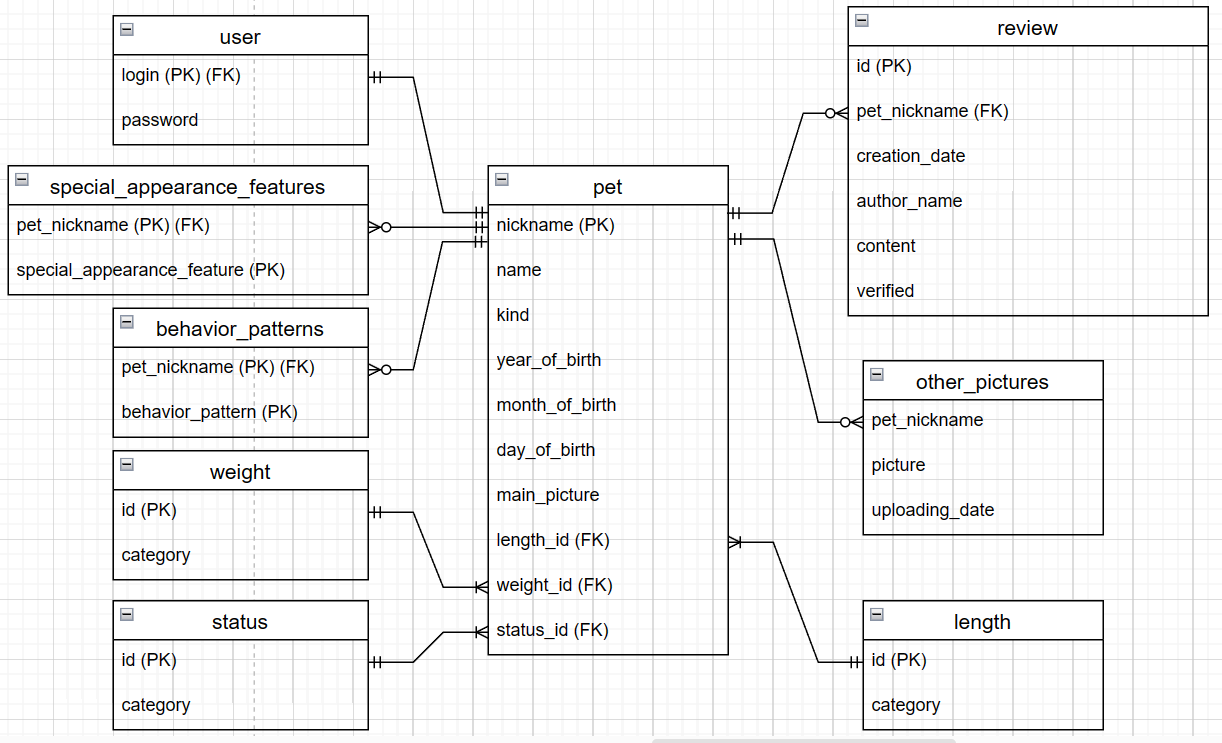 user
login (PK) (FK)
password
special_appearance_features
pet_nickname (PK) (FK)
special_appearance_feature (PK)
behavior_patterns
pet_nickname (PK) (FK)
behavior_pattern (PK)
weight
id (PK)
category
status
id (PK)
category
pet
nickname (PK)
name
kind
year_of_birth
month_of_birth
day_of_birth
main_picture
length_id (FK)
weight_id (FK)
status_id (FK)
review
id (PK)
pet_nickname (FK)
creation_date
author_name
content
verified
other_pictures
pet_nickname
picture
uploading_date
length
id (PK)
category